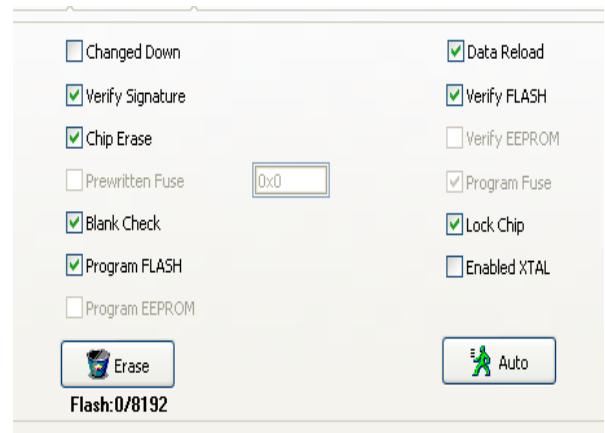 Changed Down
Verify Signature
Chip Erase
Prewritten Fuse 0x0
Blank Check
Program FLASH
Program EEPROM
Erase
Flash:0/8192
Data Reload
Verify FLASH
Verify EEPROM
Program Fuse
Lock Chip
Enabled XTAL
Auto